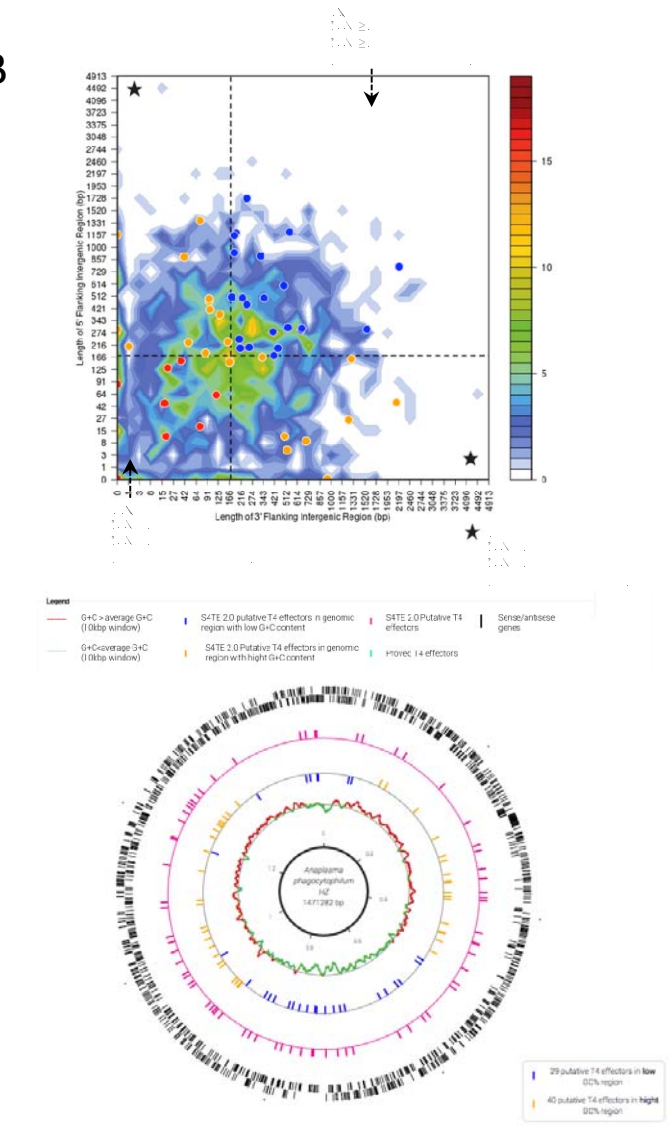 B
4913
4492
4096
3723
3375
3048
2744
2460
2197
1953
1728
1520
1331
1157
1000
857
729
614
512
421
343
274
216
166
125
91
64
42
27
15
8
3
1
0
Length of 5' Flanking Intergenic Region (bp)
0 1 3 8 15 27 42 64 91 125 166 216 274 343 421 512 614 729 857 1000 1157 1331 1520 1728 1953 2197 2460 2744 3048 3375 3723 4096 4492 4913
Length of 3' Flanking Intergenic Region (bp)
15
10
5
0
Legend
G+C > average G+C
(10kbp window)
S4TE 2.0 putative T4 effectors in genomic
region with low G+C content
S4TE 2.0 Putative T4
effectors
Sense/antisese
genes
G+C<average G+C
(10kbp window)
S4TE 2.0 Putative T4 effectors in genomic
region with hight G+C content
Proved T4 effectors
Anaplasma
phagocytophilum
HZ
1471282 bp
29 putative T4 effectors in low
GC% region
40 putative T4 effectors in hight
GC% region